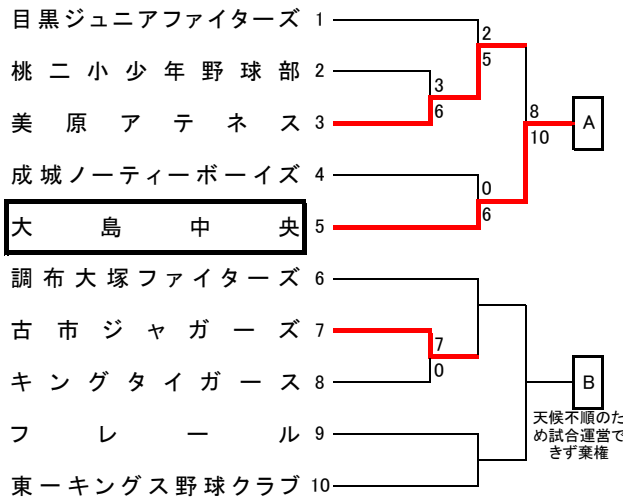 目黒ジュニアファイターズ 1
2
5
桃二小少年野球部 2
3
6
美原アテネス 3
8
10
A
成城ノーティーボーイズ 4
0
6
大島中央 5
調布大塚ファイターズ 6
古市ジャガーズ 7
7
0
キングタイガース 8
B
天候不順のた
め試合運営で
きず棄権
フレール 9
東一キングス野球クラブ 10